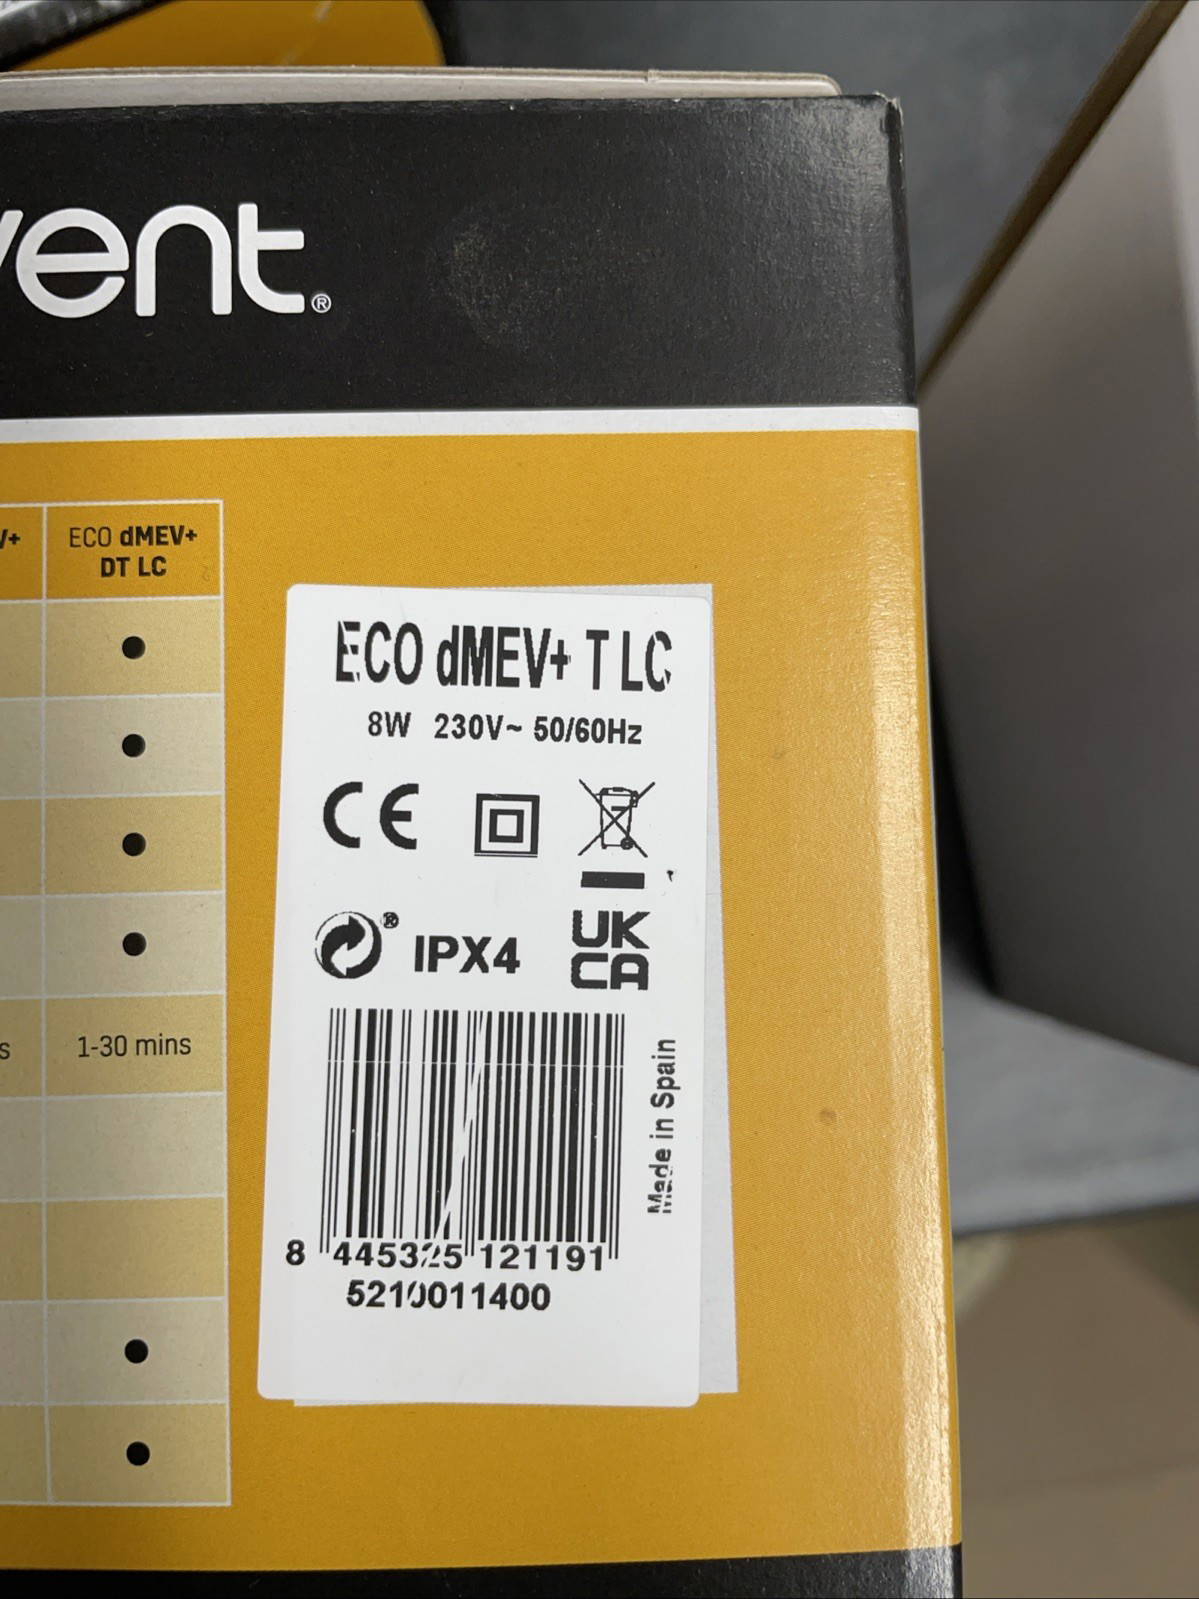 vent®
V+
ECO dMEV+
DT LC
s
1-30 mins
ECO dMEV+ T LC
8W 230V~ 50/60Hz
CE
® IPX4
UK
CA
Made in Spain
8 445325 121191
5210011400